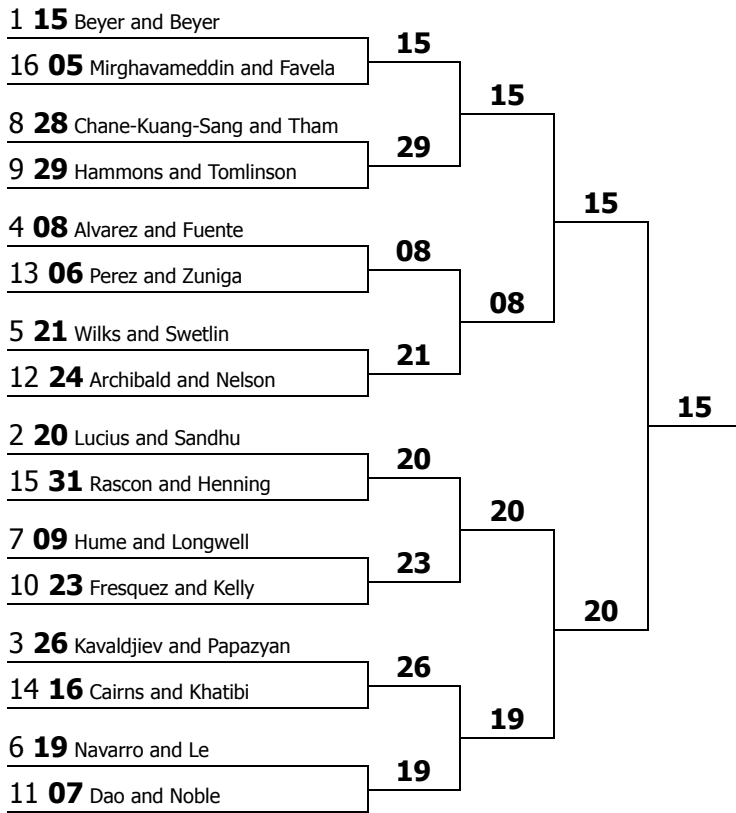 1 15 Beyer and Beyer
16 05 Mirghavameddin and Favela
8 28 Chane-Kuang-Sang and Tham
9 29 Hammons and Tomlinson
4 08 Alvarez and Fuente
13 06 Perez and Zuniga
5 21 Wilks and Swetlin
12 24 Archibald and Nelson
2 20 Lucius and Sandhu
15 31 Rascon and Henning
7 09 Hume and Longwell
10 23 Fresquez and Kelly
3 26 Kavaldjiev and Papazyan
14 16 Cairns and Khatibi
6 19 Navarro and Le
11 07 Dao and Noble
15
29
08
21
20
23
26
19
15
08
20
19
15
20
15